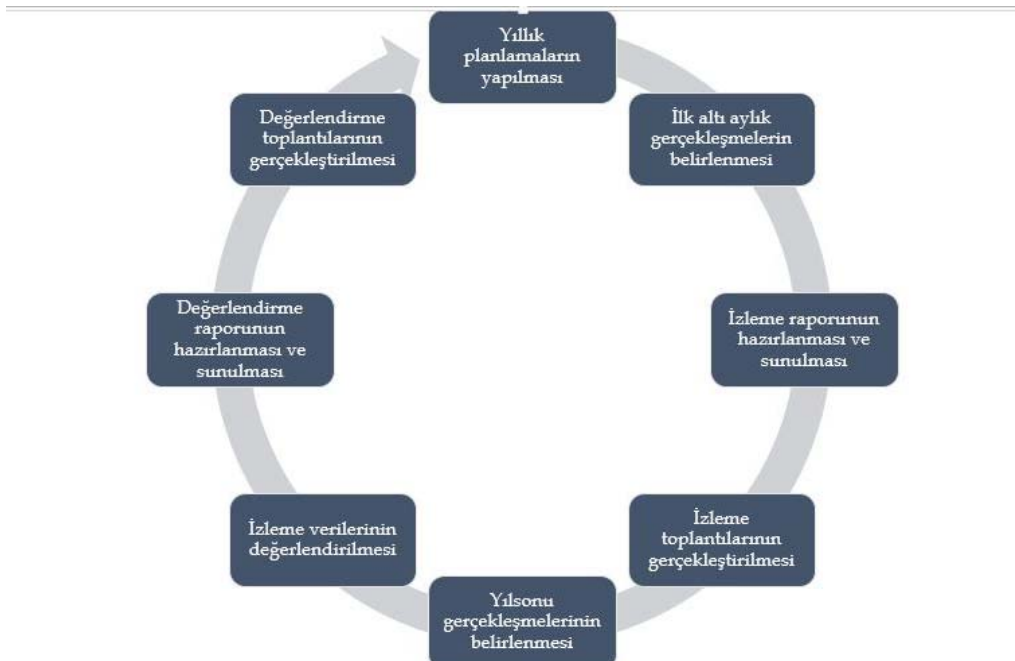 Yıllık
planlamaların
yapılması
İlk altı aylık
gerçekleşmelerin
belirlenmesi
İzleme raporunun
hazırlanması ve
sunulması
İzleme
toplantılarının
gerçekleştirilmesi
Yılsonu
gerçekleşmelerinin
belirlenmesi
İzleme verilerinin
değerlendirilmesi
Değerlendirme
raporunun
hazırlanması ve
sunulması
Değerlendirme
toplantılarının
gerçekleştirilmesi